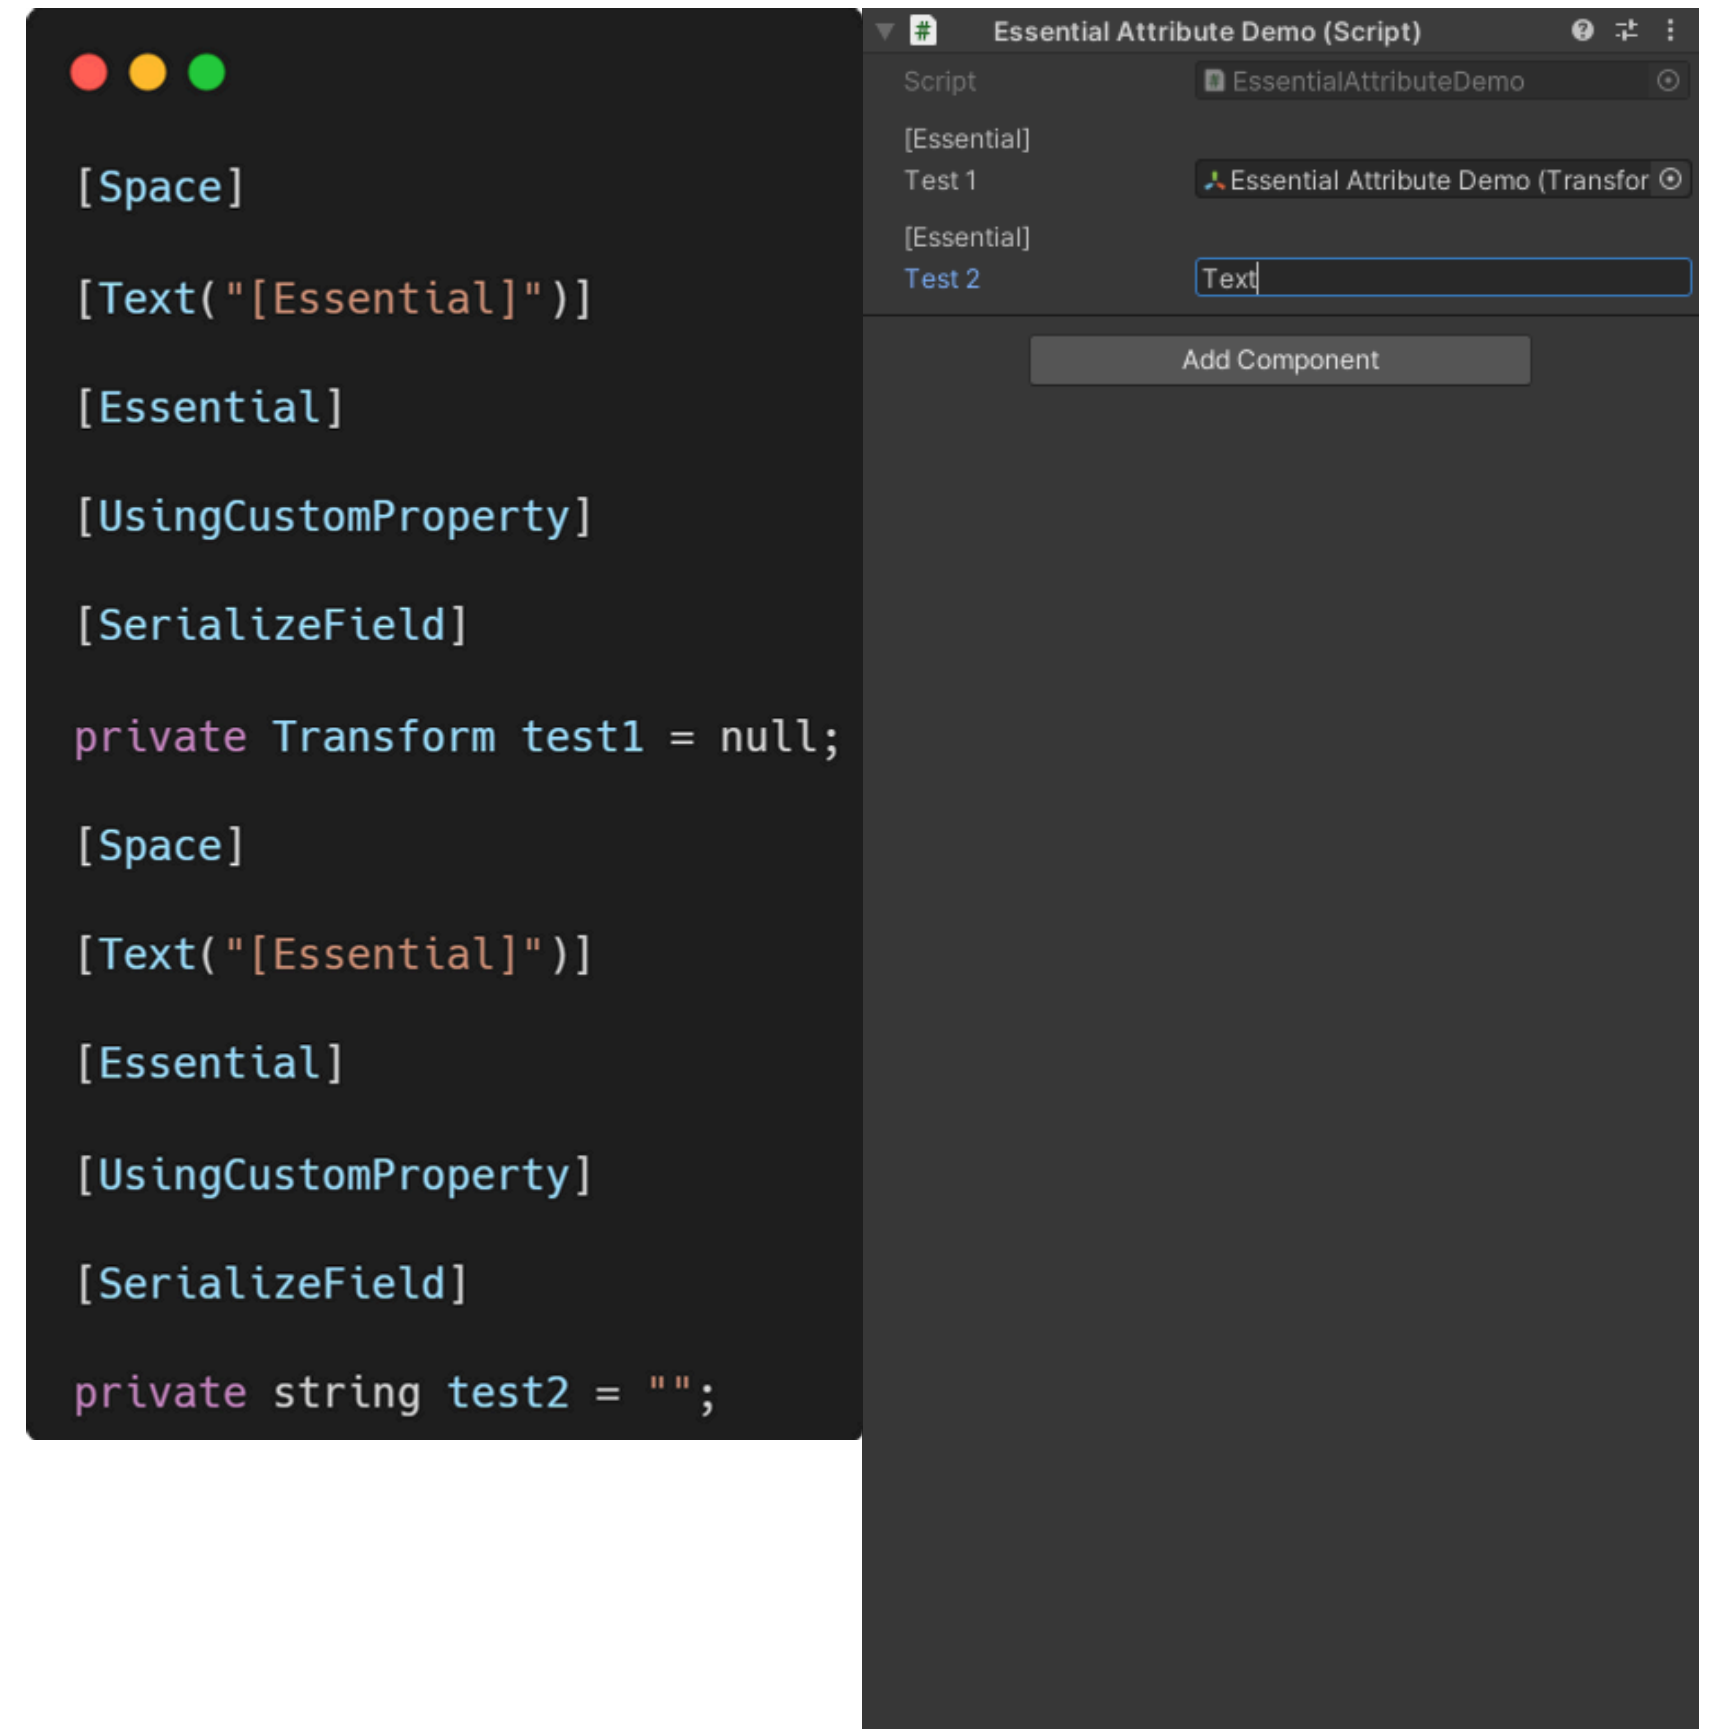 [Space]
[Text("[Essential]")]
[Essential]
[UsingCustomProperty]
[SerializeField]
private Transform test1 = null;
[Space]
[Text("[Essential]")]
[Essential]
[UsingCustomProperty]
[SerializeField]
private string test2 = "";
Essential Attribute Demo (Script)
Script EssentialAttributeDemo
[Essential]
Test 1 Essential Attribute Demo (Transfor
[Essential]
Test 2 Text
Add Component